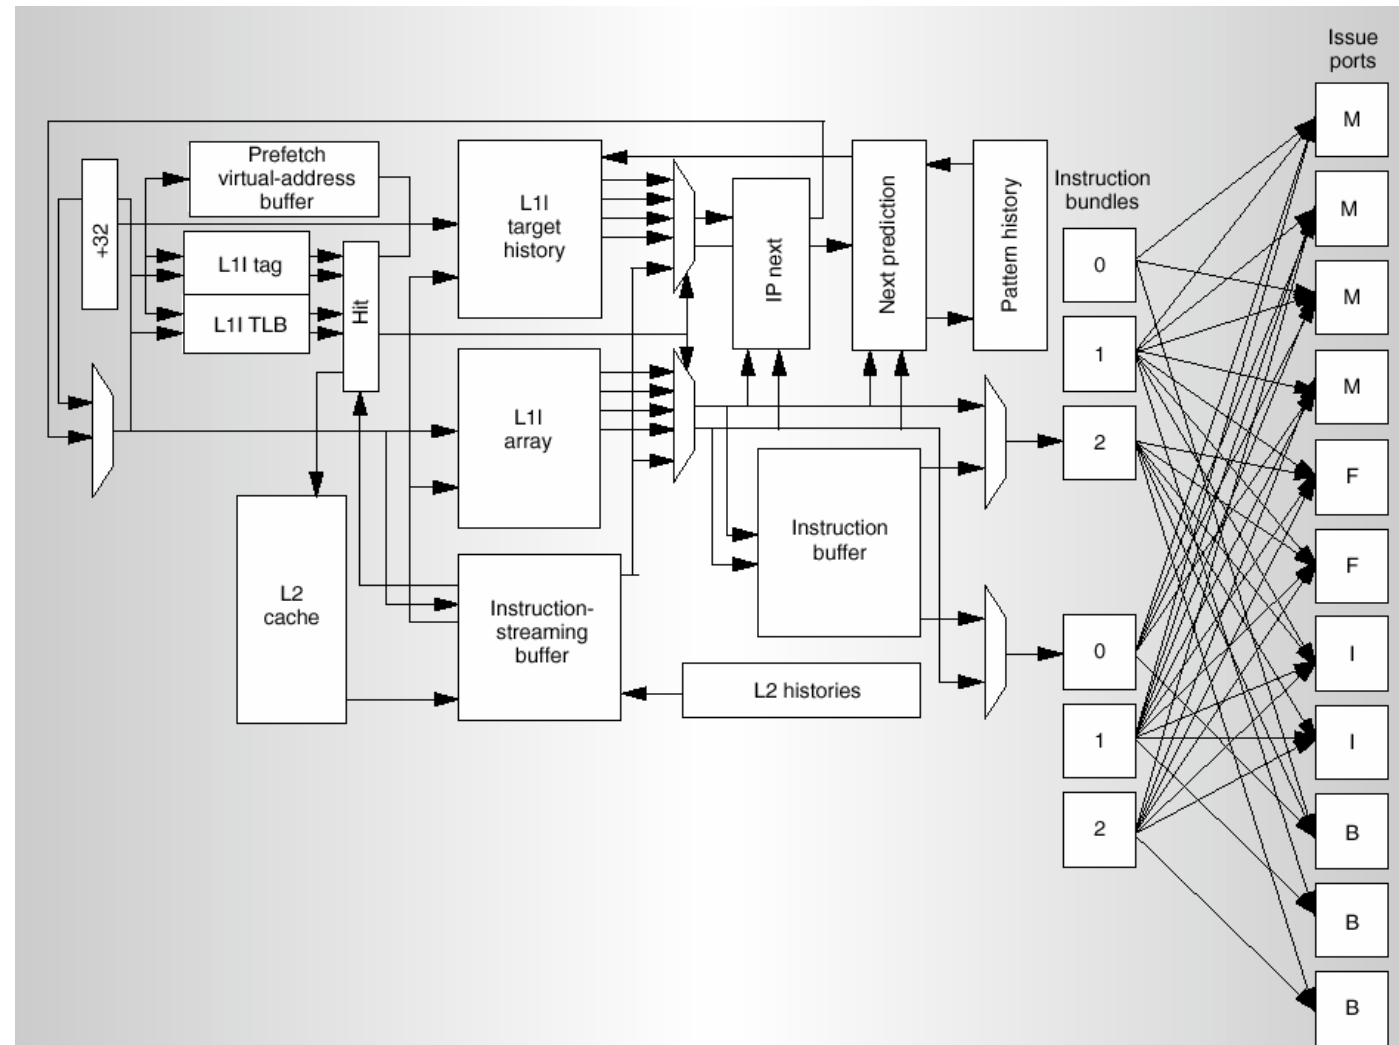 Issue
ports
M
M
M
M
F
F
I
I
B
B
B
Prefetch
virtual-address
buffer
+32
L1I tag
L1I TLB
Hit
L1I
target
history
IP next
Next prediction
Pattern history
Instruction
bundles
0
1
2
L1I
array
L2
cache
Instruction-
streaming
buffer
Instruction
buffer
L2 histories
0
1
2